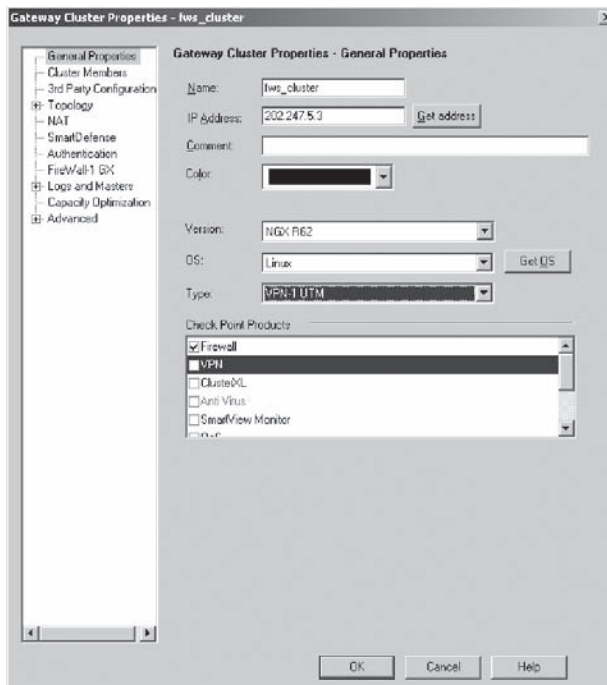 Gateway Cluster Properties - fws_cluster
General Properties
Cluster Members
3rd Party Configuration
Topology
NAT
SmartDefense
Authentication
FireWall-1 GX
Logs and Masters
Capacity Optimization
Advanced
Gateway Cluster Properties - General Properties
Name: fws_cluster
IP Address: 202.247.5.3 Get address
Comment:
Color:
Version: NGX R62
OS: Linux Get OS
Type: VPN-1 UTM
Check Point Products
Firewall
VPN
ClusterXL
Anti Virus
SmartView Monitor
OK Cancel Help